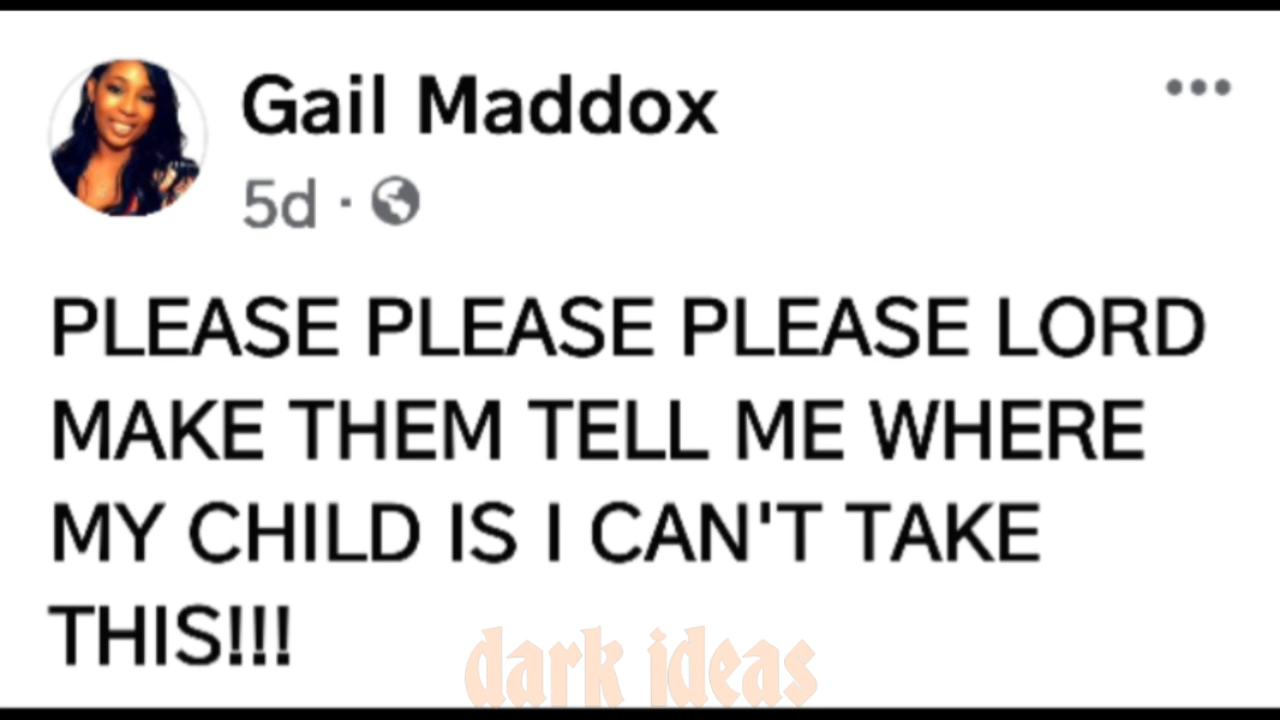 Gail Maddox
5d ·
PLEASE PLEASE PLEASE LORD
MAKE THEM TELL ME WHERE
MY CHILD IS I CAN'T TAKE
THIS!!!
dark ideas